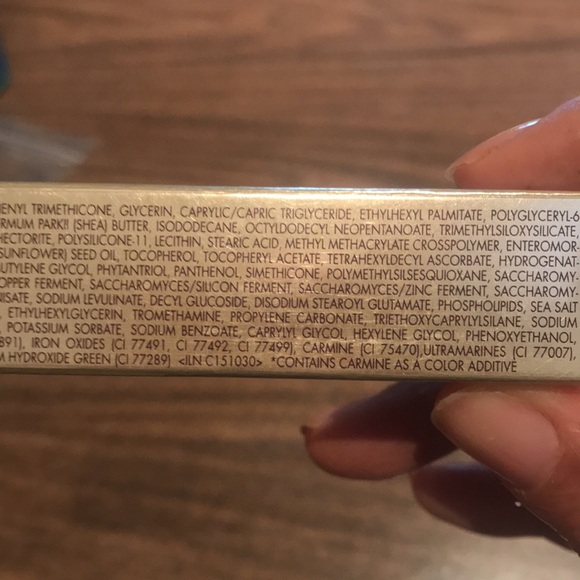 ENYL TRIMETHICONE, GLYCERIN, CAPRYLIC/CAPRIC TRIGLYCERIDE, ETHYLHEXYL PALMITATE, POLYGLYCERYL-6
RMUM PARKII (SHEA) BUTTER, ISODODECANE, OCTYLDODECYL NEOPENTANOATE, TRIMETHYLSILOXYSILICATE,
HECTORITE, POLYSILICONE-11, LECITHIN, STEARIC ACID, METHYL METHACRYLATE CROSSPOLYMER, ENTEROMOR-
SUNFLOWER) SEED OIL, TOCOPHEROL, TOCOPHERYL ACETATE, TETRAHEXYLDECYL ASCORBATE, HYDROGENAT-
UTYLENE GLYCOL, PHYTANTRIOL, PANTHENOL, SIMETHICONE, POLYMETHYLSILSESQUIOXANE, SACCHAROMY-
OPPER FERMENT, SACCHAROMYCES/SILICON FERMENT, SACCHAROMYCES/ZINC FERMENT, SACCHAROMY-
NISATE, SODIUM LEVULINATE, DECYL GLUCOSIDE, DISODIUM STEAROYL GLUTAMATE, PHOSPHOLIPIDS, SEA SALT
, ETHYLHEXYLGLYCERIN, TROMETHAMINE, PROPYLENE CARBONATE, TRIETHOXYCAPRYLYLSILANE, SODIUM
, POTASSIUM SORBATE, SODIUM BENZOATE, CAPRYLYL GLYCOL, HEXYLENE GLYCOL, PHENOXYETHANOL,
891), IRON OXIDES (CI 77491, CI 77492, CI 77499), CARMINE (CI 75470),ULTRAMARINES (CI 77007),
M HYDROXIDE GREEN (CI 77289) <ILN C151030> *CONTAINS CARMINE AS A COLOR ADDITIVE